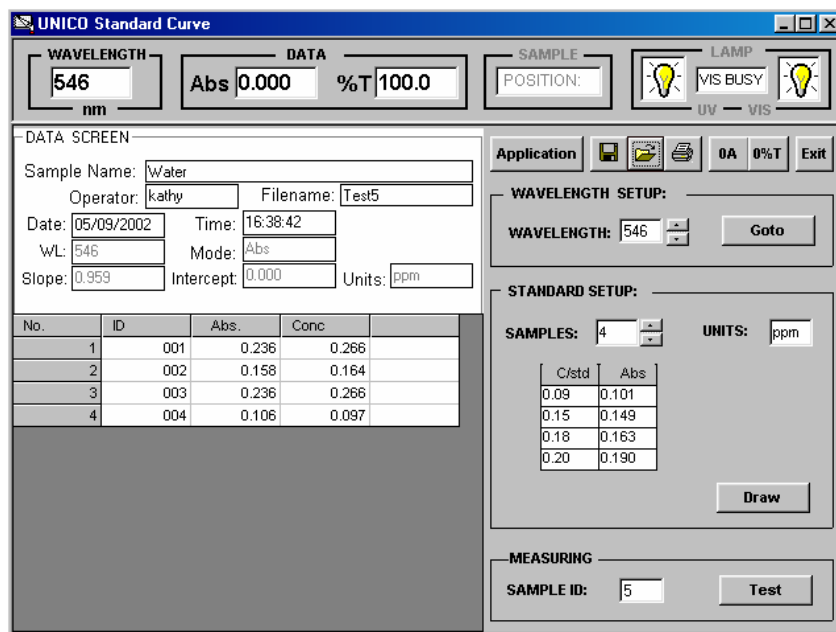 UNICO Standard Curve
WAVELENGTH
546
nm
DATA
Abs 0.000 %T 100.0
SAMPLE
POSITION:
LAMP
VIS BUSY
UV VIS
DATA SCREEN
Sample Name: Water
Operator: kathy Filename: Test5
Date: 05/09/2002 Time: 16:38:42
WL: 546 Mode: Abs
Slope: 0.959 Intercept: 0.000 Units: ppm
No. ID Abs. Conc
1 001 0.236 0.266
2 002 0.158 0.164
3 003 0.236 0.266
4 004 0.106 0.097
Application 0A 0%T Exit
WAVELENGTH SETUP:
WAVELENGTH: 546 Goto
STANDARD SETUP:
SAMPLES: 4 UNITS: ppm
C/std Abs
0.09 0.101
0.15 0.149
0.18 0.163
0.20 0.190
Draw
MEASURING
SAMPLE ID: 5 Test